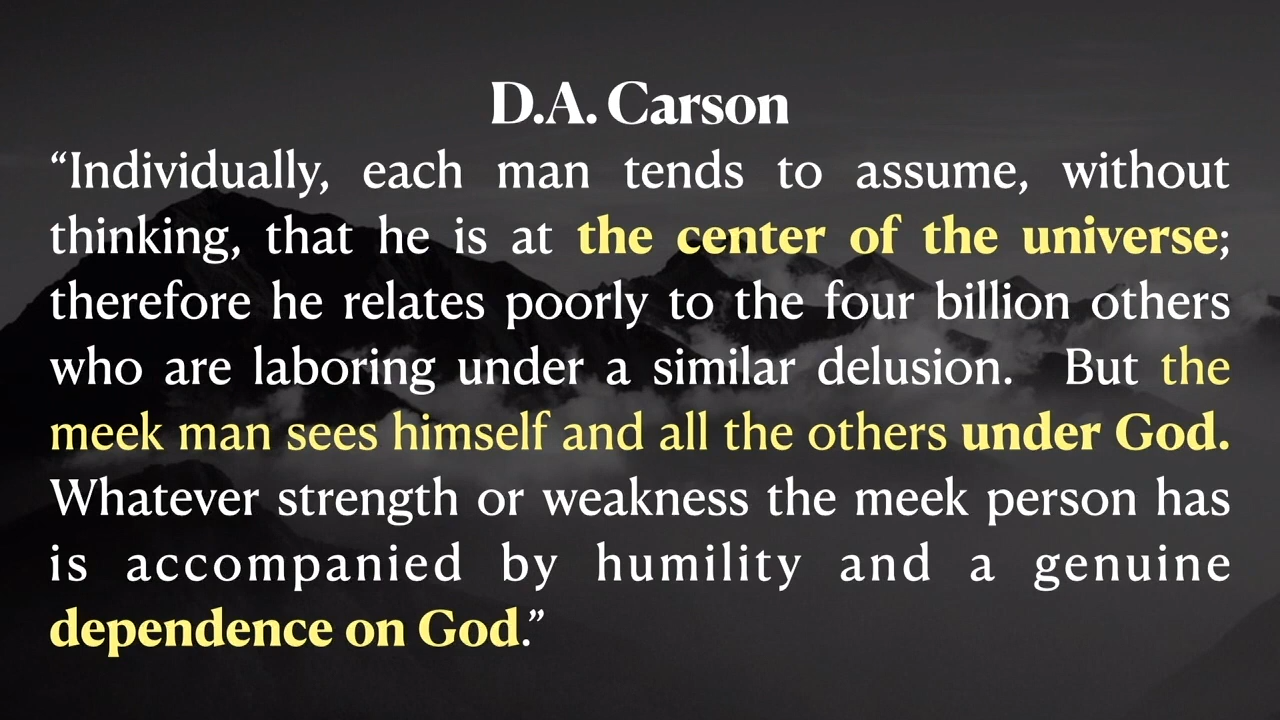 D.A. Carson
“Individually, each man tends to assume, without
thinking, that he is at the center of the universe;
therefore he relates poorly to the four billion others
who are laboring under a similar delusion.  But the
meek man sees himself and all the others under God.
Whatever strength or weakness the meek person has
is accompanied by humility and a genuine
dependence on God.”